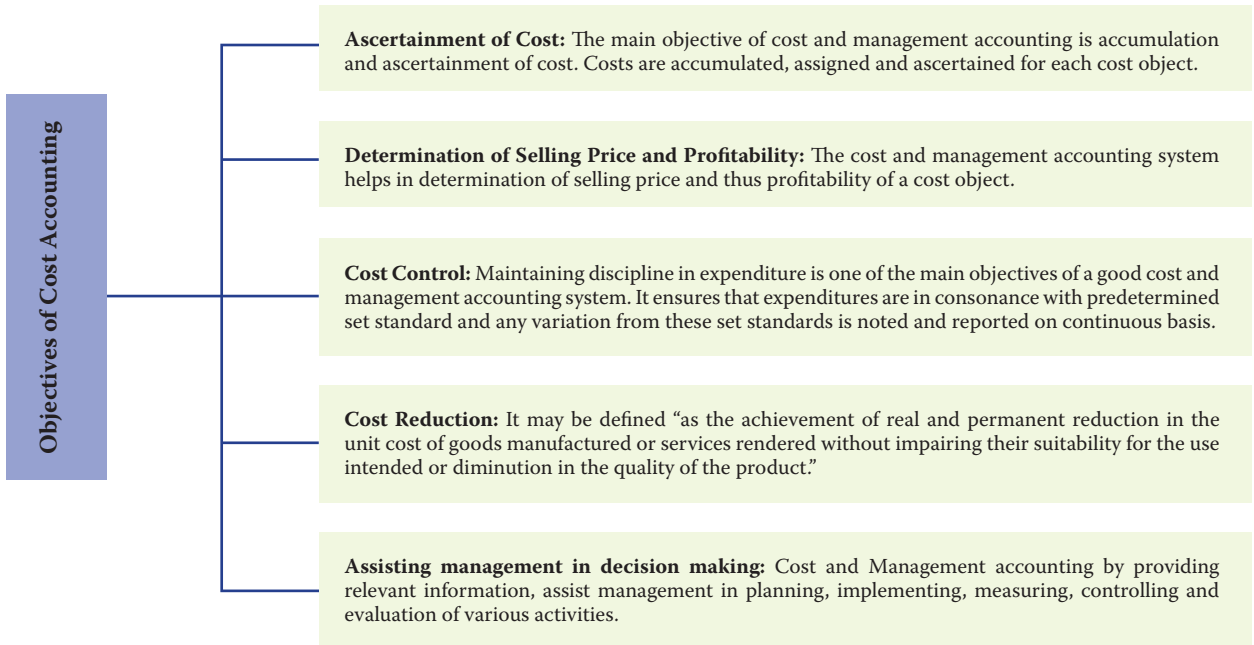 Objectives of Cost Accounting
Ascertainment of Cost: The main objective of cost and management accounting is accumulation
and ascertainment of cost. Costs are accumulated, assigned and ascertained for each cost object.
Determination of Selling Price and Profitability: The cost and management accounting system
helps in determination of selling price and thus profitability of a cost object.
Cost Control: Maintaining discipline in expenditure is one of the main objectives of a good cost and
management accounting system. It ensures that expenditures are in consonance with predetermined
set standard and any variation from these set standards is noted and reported on continuous basis.
Cost Reduction: It may be defined “as the achievement of real and permanent reduction in the
unit cost of goods manufactured or services rendered without impairing their suitability for the use
intended or diminution in the quality of the product.”
Assisting management in decision making: Cost and Management accounting by providing
relevant information, assist management in planning, implementing, measuring, controlling and
evaluation of various activities.